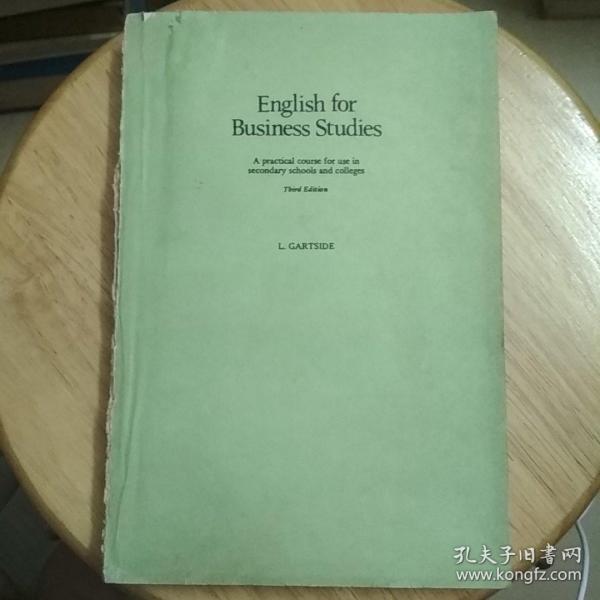 English for
Business Studies
A practical course for use in
secondary schools and colleges
Third Edition
L. GARTSIDE
孔夫子旧書网
www.kongfz.com